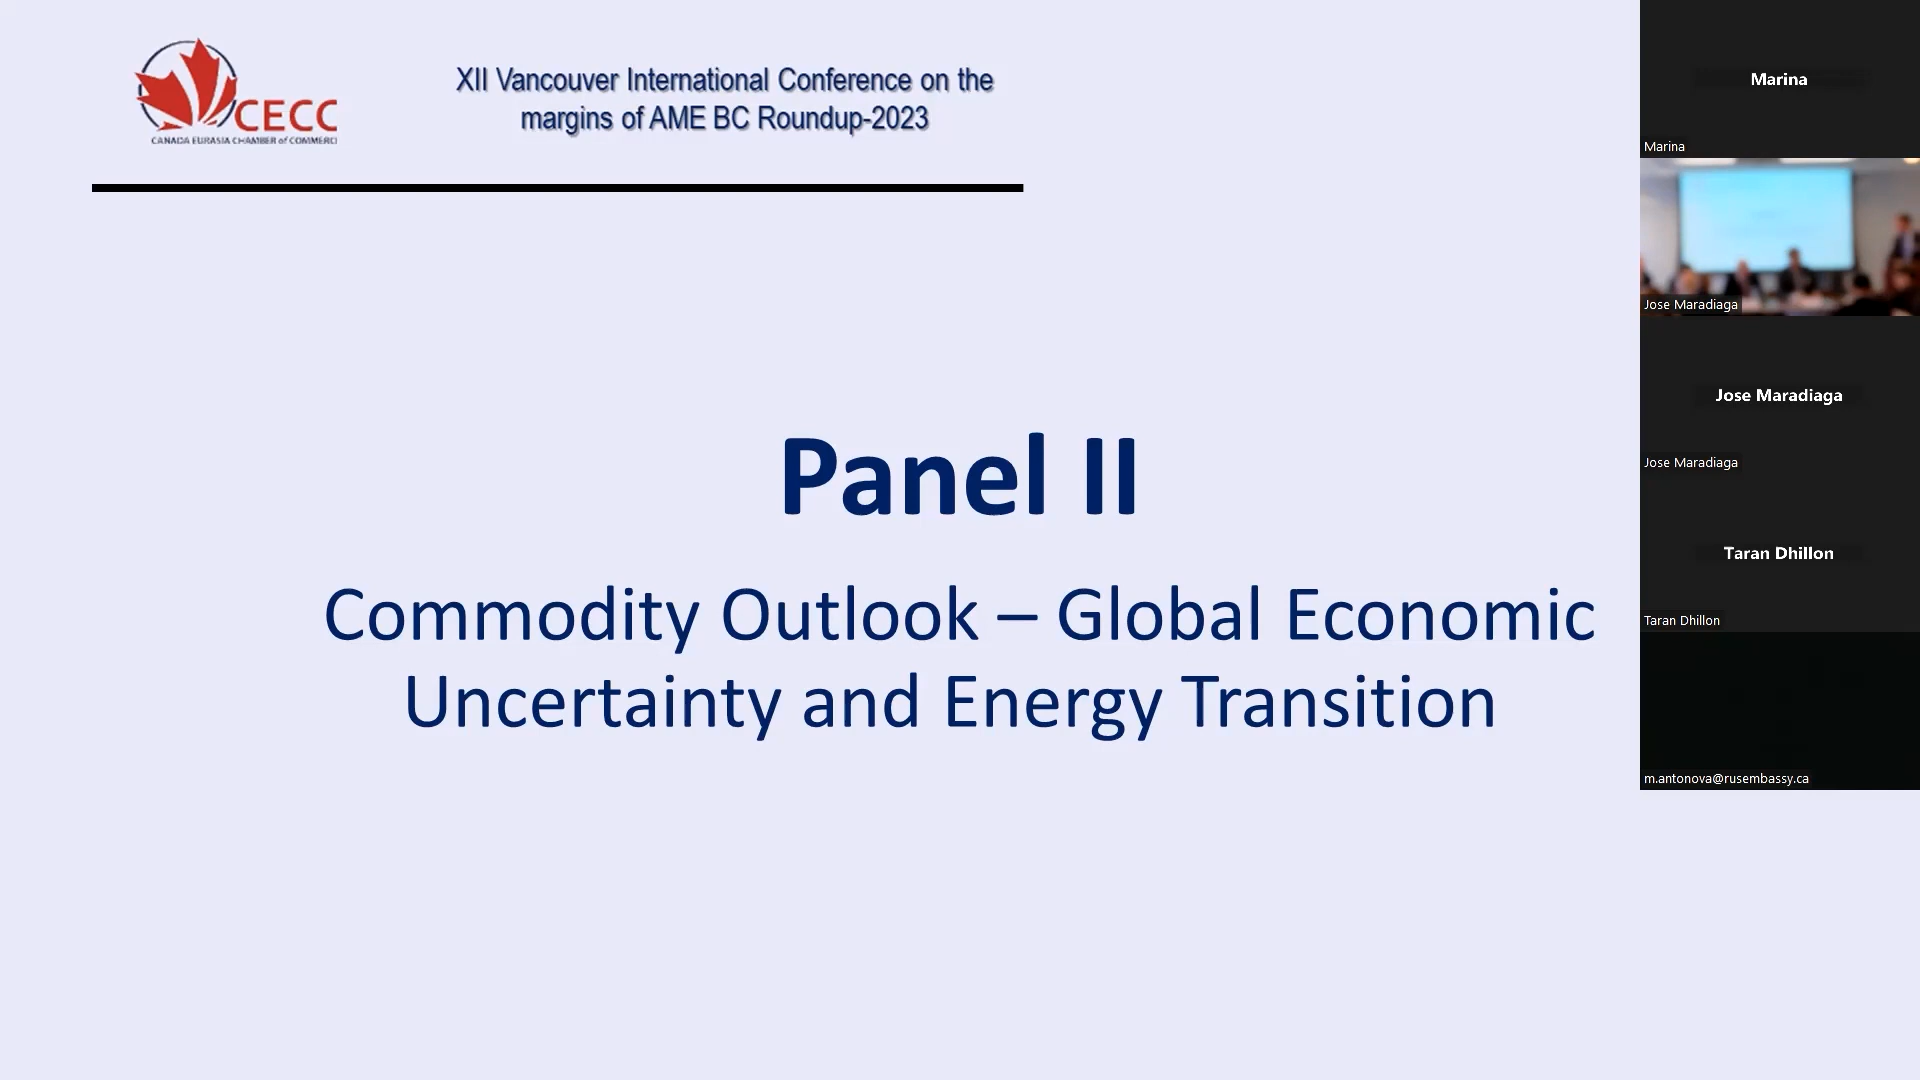 CECC
CANADA EURASIA CHAMBER of COMMERC
XII Vancouver International Conference on the
margins of AME BC Roundup-2023
Panel II
Commodity Outlook – Global Economic
Uncertainty and Energy Transition
Marina
Marina
Jose Maradiaga
Jose Maradiaga
Jose Maradiaga
Taran Dhillon
Taran Dhillon
m.antonova@rusembassy.ca